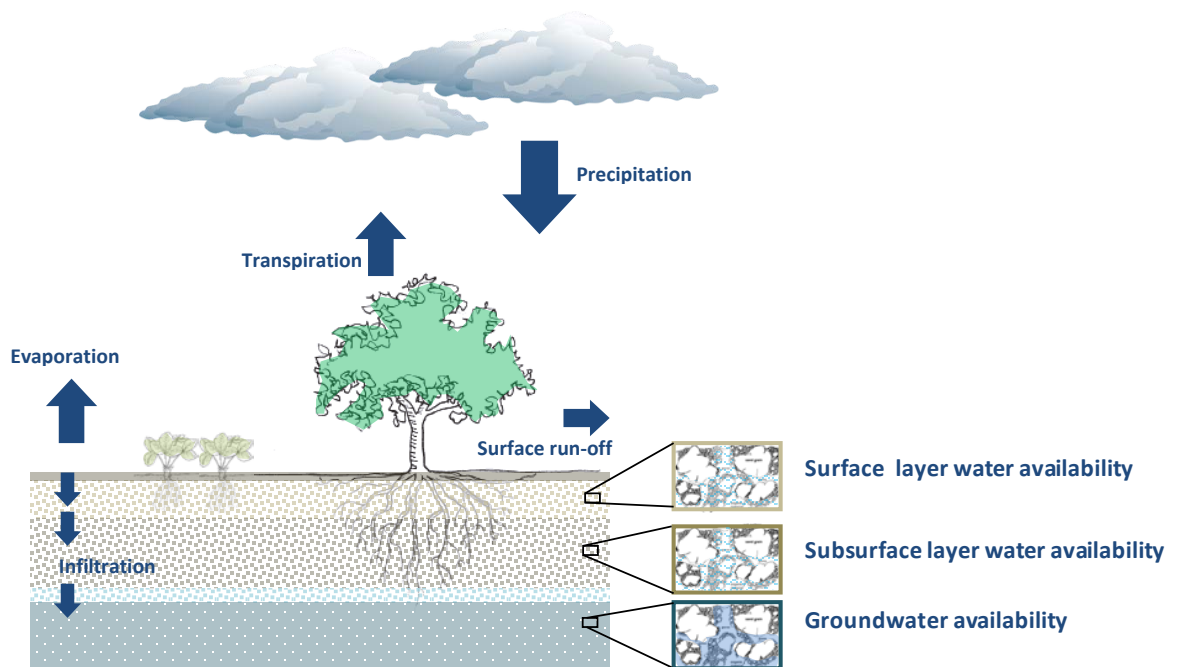 Precipitation
Transpiration
Evaporation
Surface run-off
Surface layer water availability
Subsurface layer water availability
Infiltration
Groundwater availability